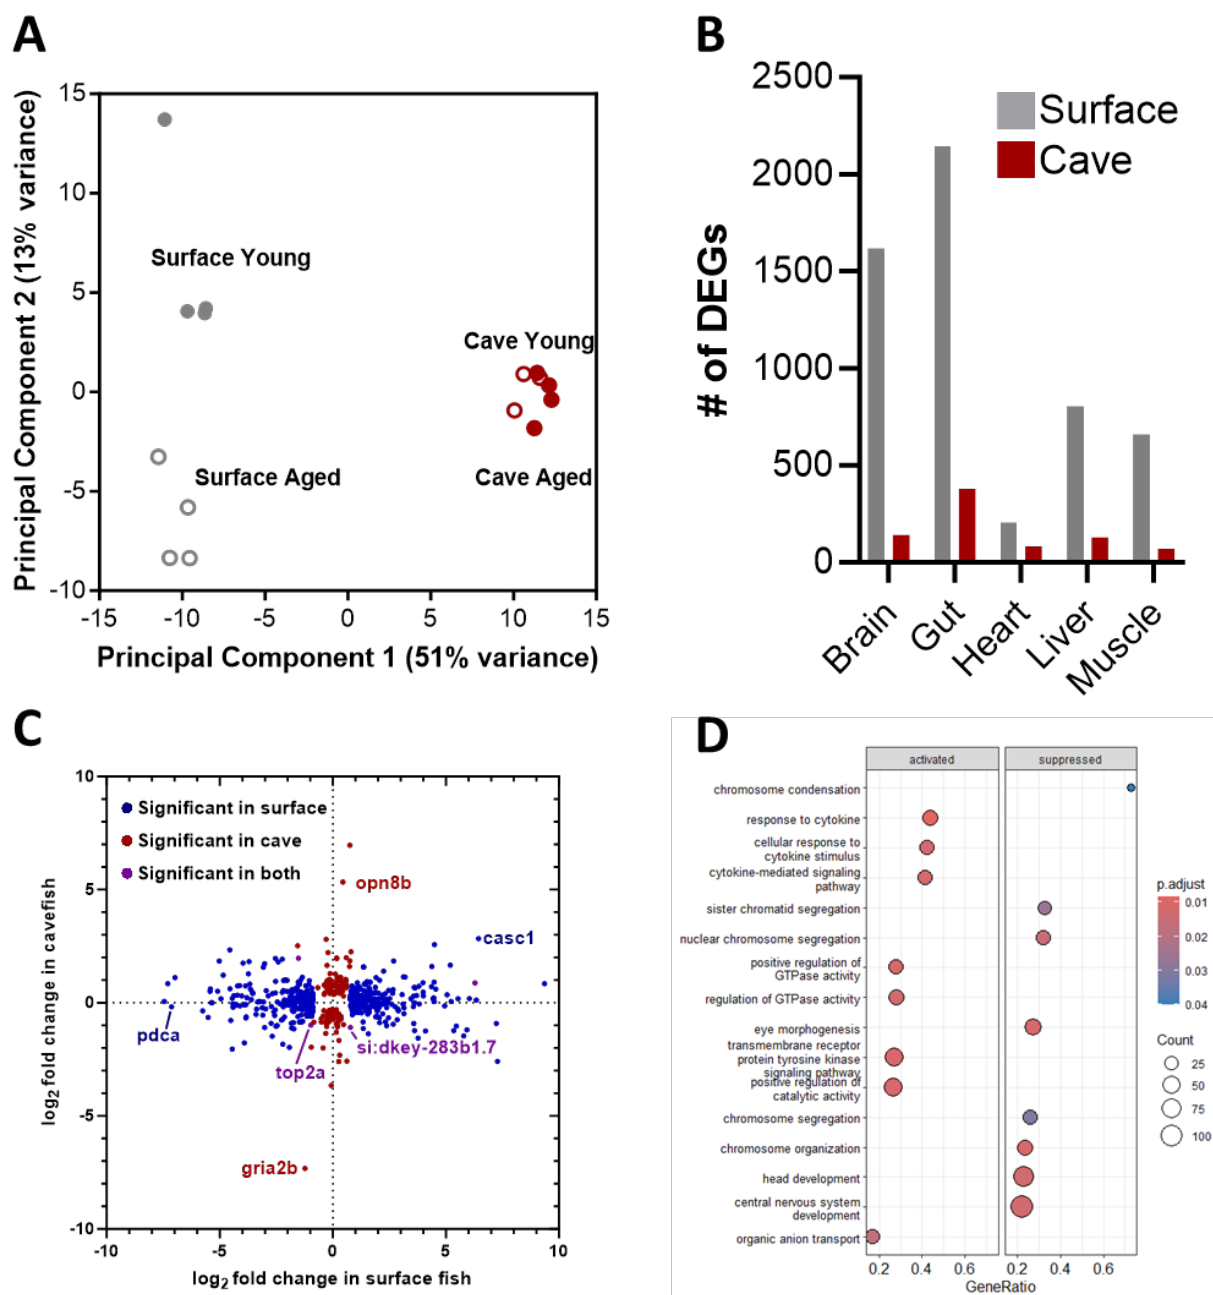 A
15
10
5
0
-5
-10
-15
-10
-5
0
5
10
15
Principal Component 2 (13% variance)
Principal Component 1 (51% variance)
Surface Young
Surface Aged
Cave Young
Cave Aged
B
2500
2000
1500
1000
500
0
# of DEGs
Surface
Cave
Brain
Gut
Heart
Liver
Muscle
C
10
5
0
-5
-10
-10
-5
0
5
10
log2 fold change in cavefish
log2 fold change in surface fish
Significant in surface
Significant in cave
Significant in both
opn8b
casc1
pdca
top2a
si:dkey-283b1.7
gria2b
D
activated
suppressed
chromosome condensation
response to cytokine
cellular response to
cytokine stimulus
cytokine-mediated signaling
pathway
sister chromatid segregation
nuclear chromosome segregation
positive regulation of
GTPase activity
regulation of GTPase activity
eye morphogenesis
transmembrane receptor
protein tyrosine kinase
signaling pathway
positive regulation of
catalytic activity
chromosome segregation
chromosome organization
head development
central nervous system
development
organic anion transport
0.2
0.4
0.6
0.2
0.4
0.6
GeneRatio
p.adjust
0.01
0.02
0.03
0.04
Count
25
50
75
100